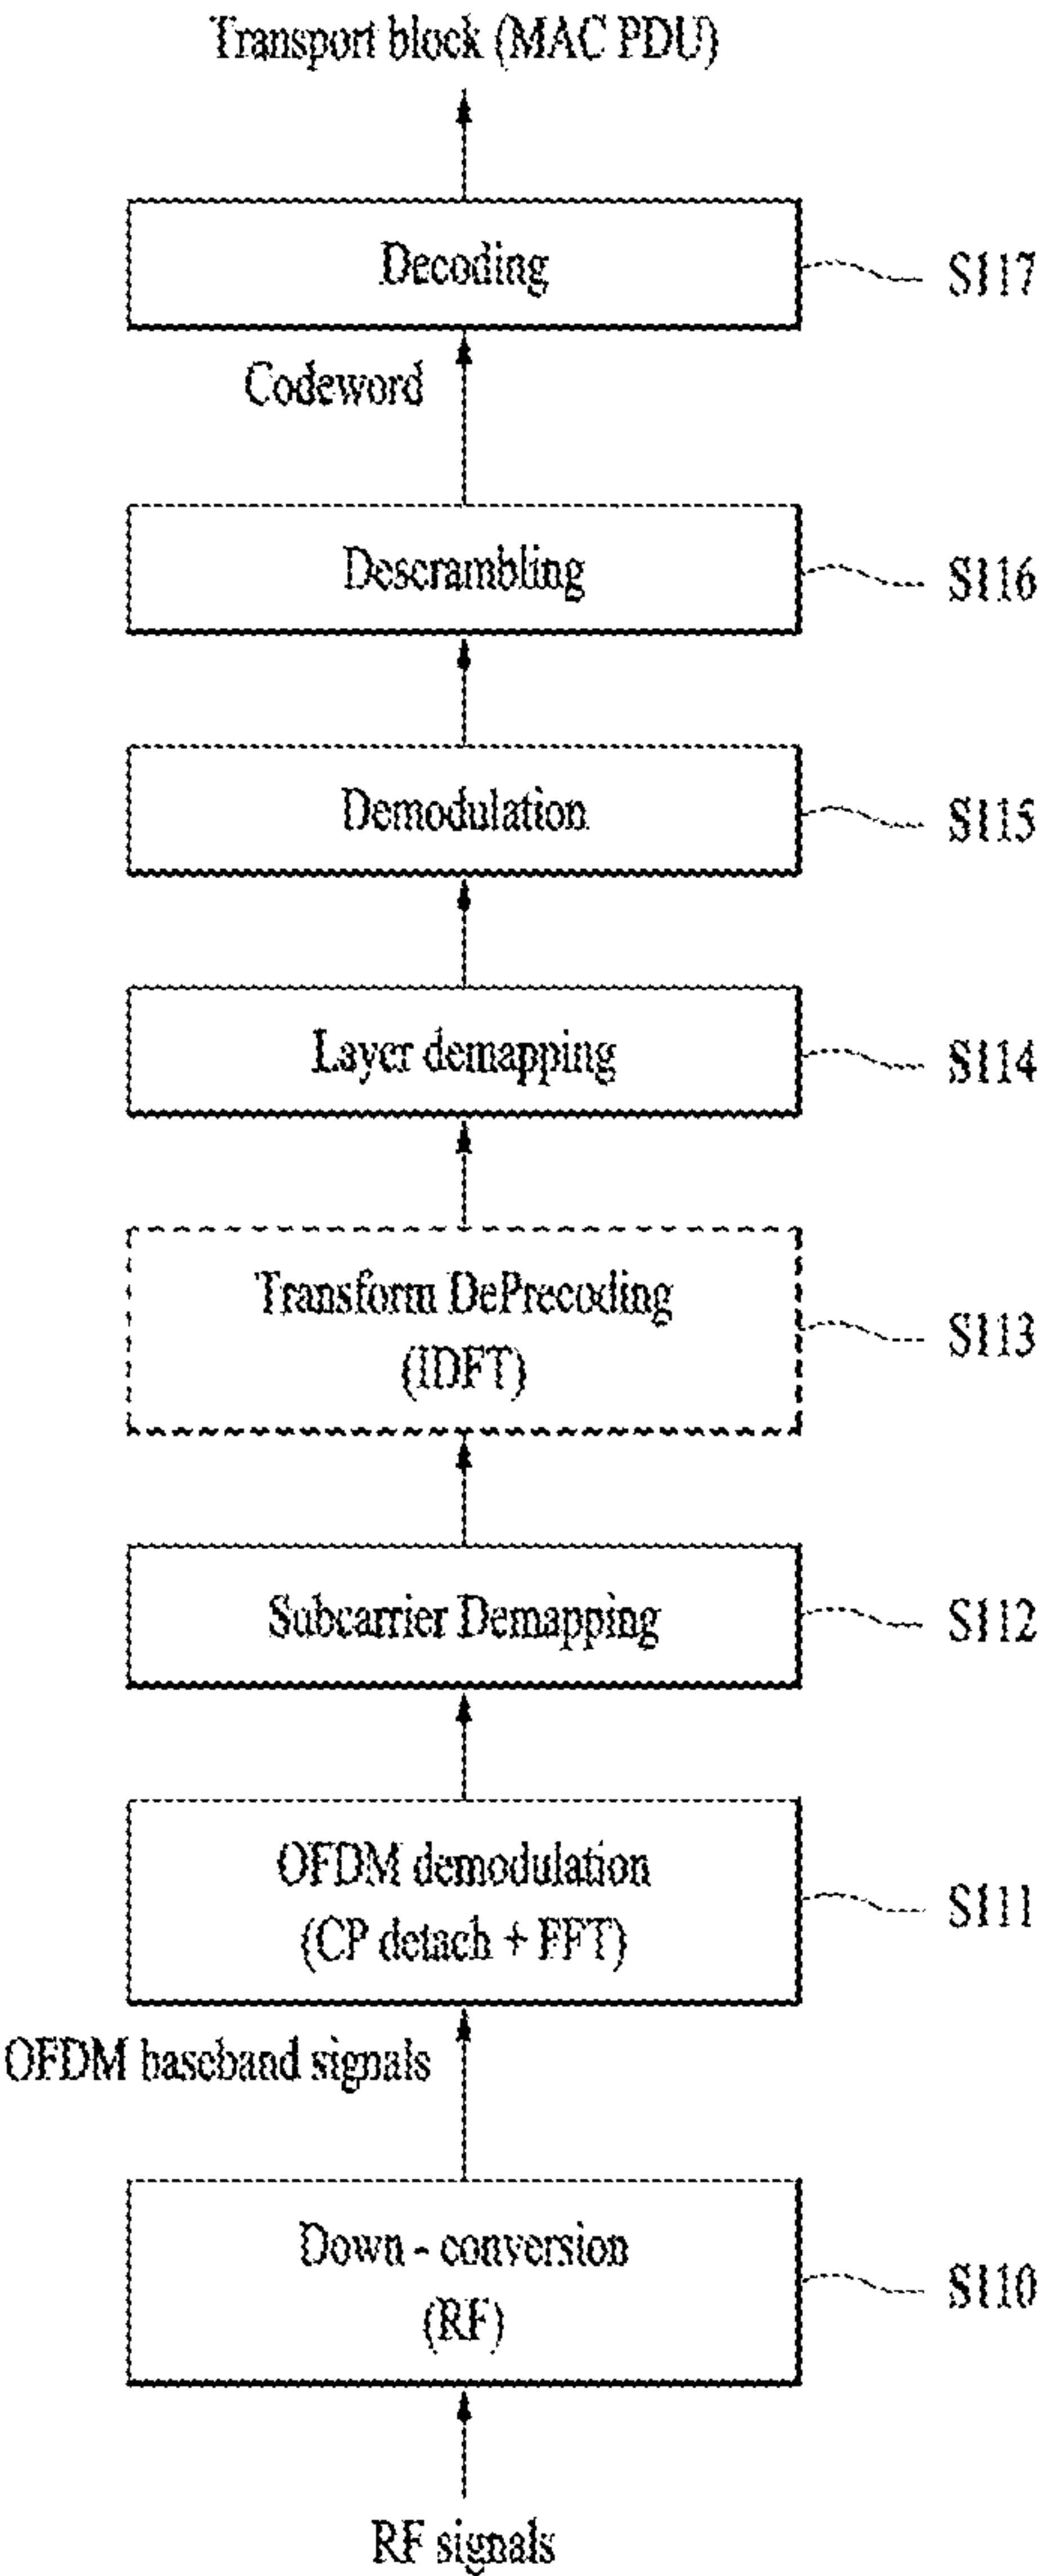 Transport block (MAC PDU)
Decoding
S117
Codeword
Descrambling
S116
Demodulation
S115
Layer demapping
S114
Transform DePrecoding
(IDFT)
S113
Subcarrier Demapping
S112
OFDM demodulation
(CP detach + FFT)
S111
OFDM baseband signals
Down - conversion
(RF)
S110
RF signals